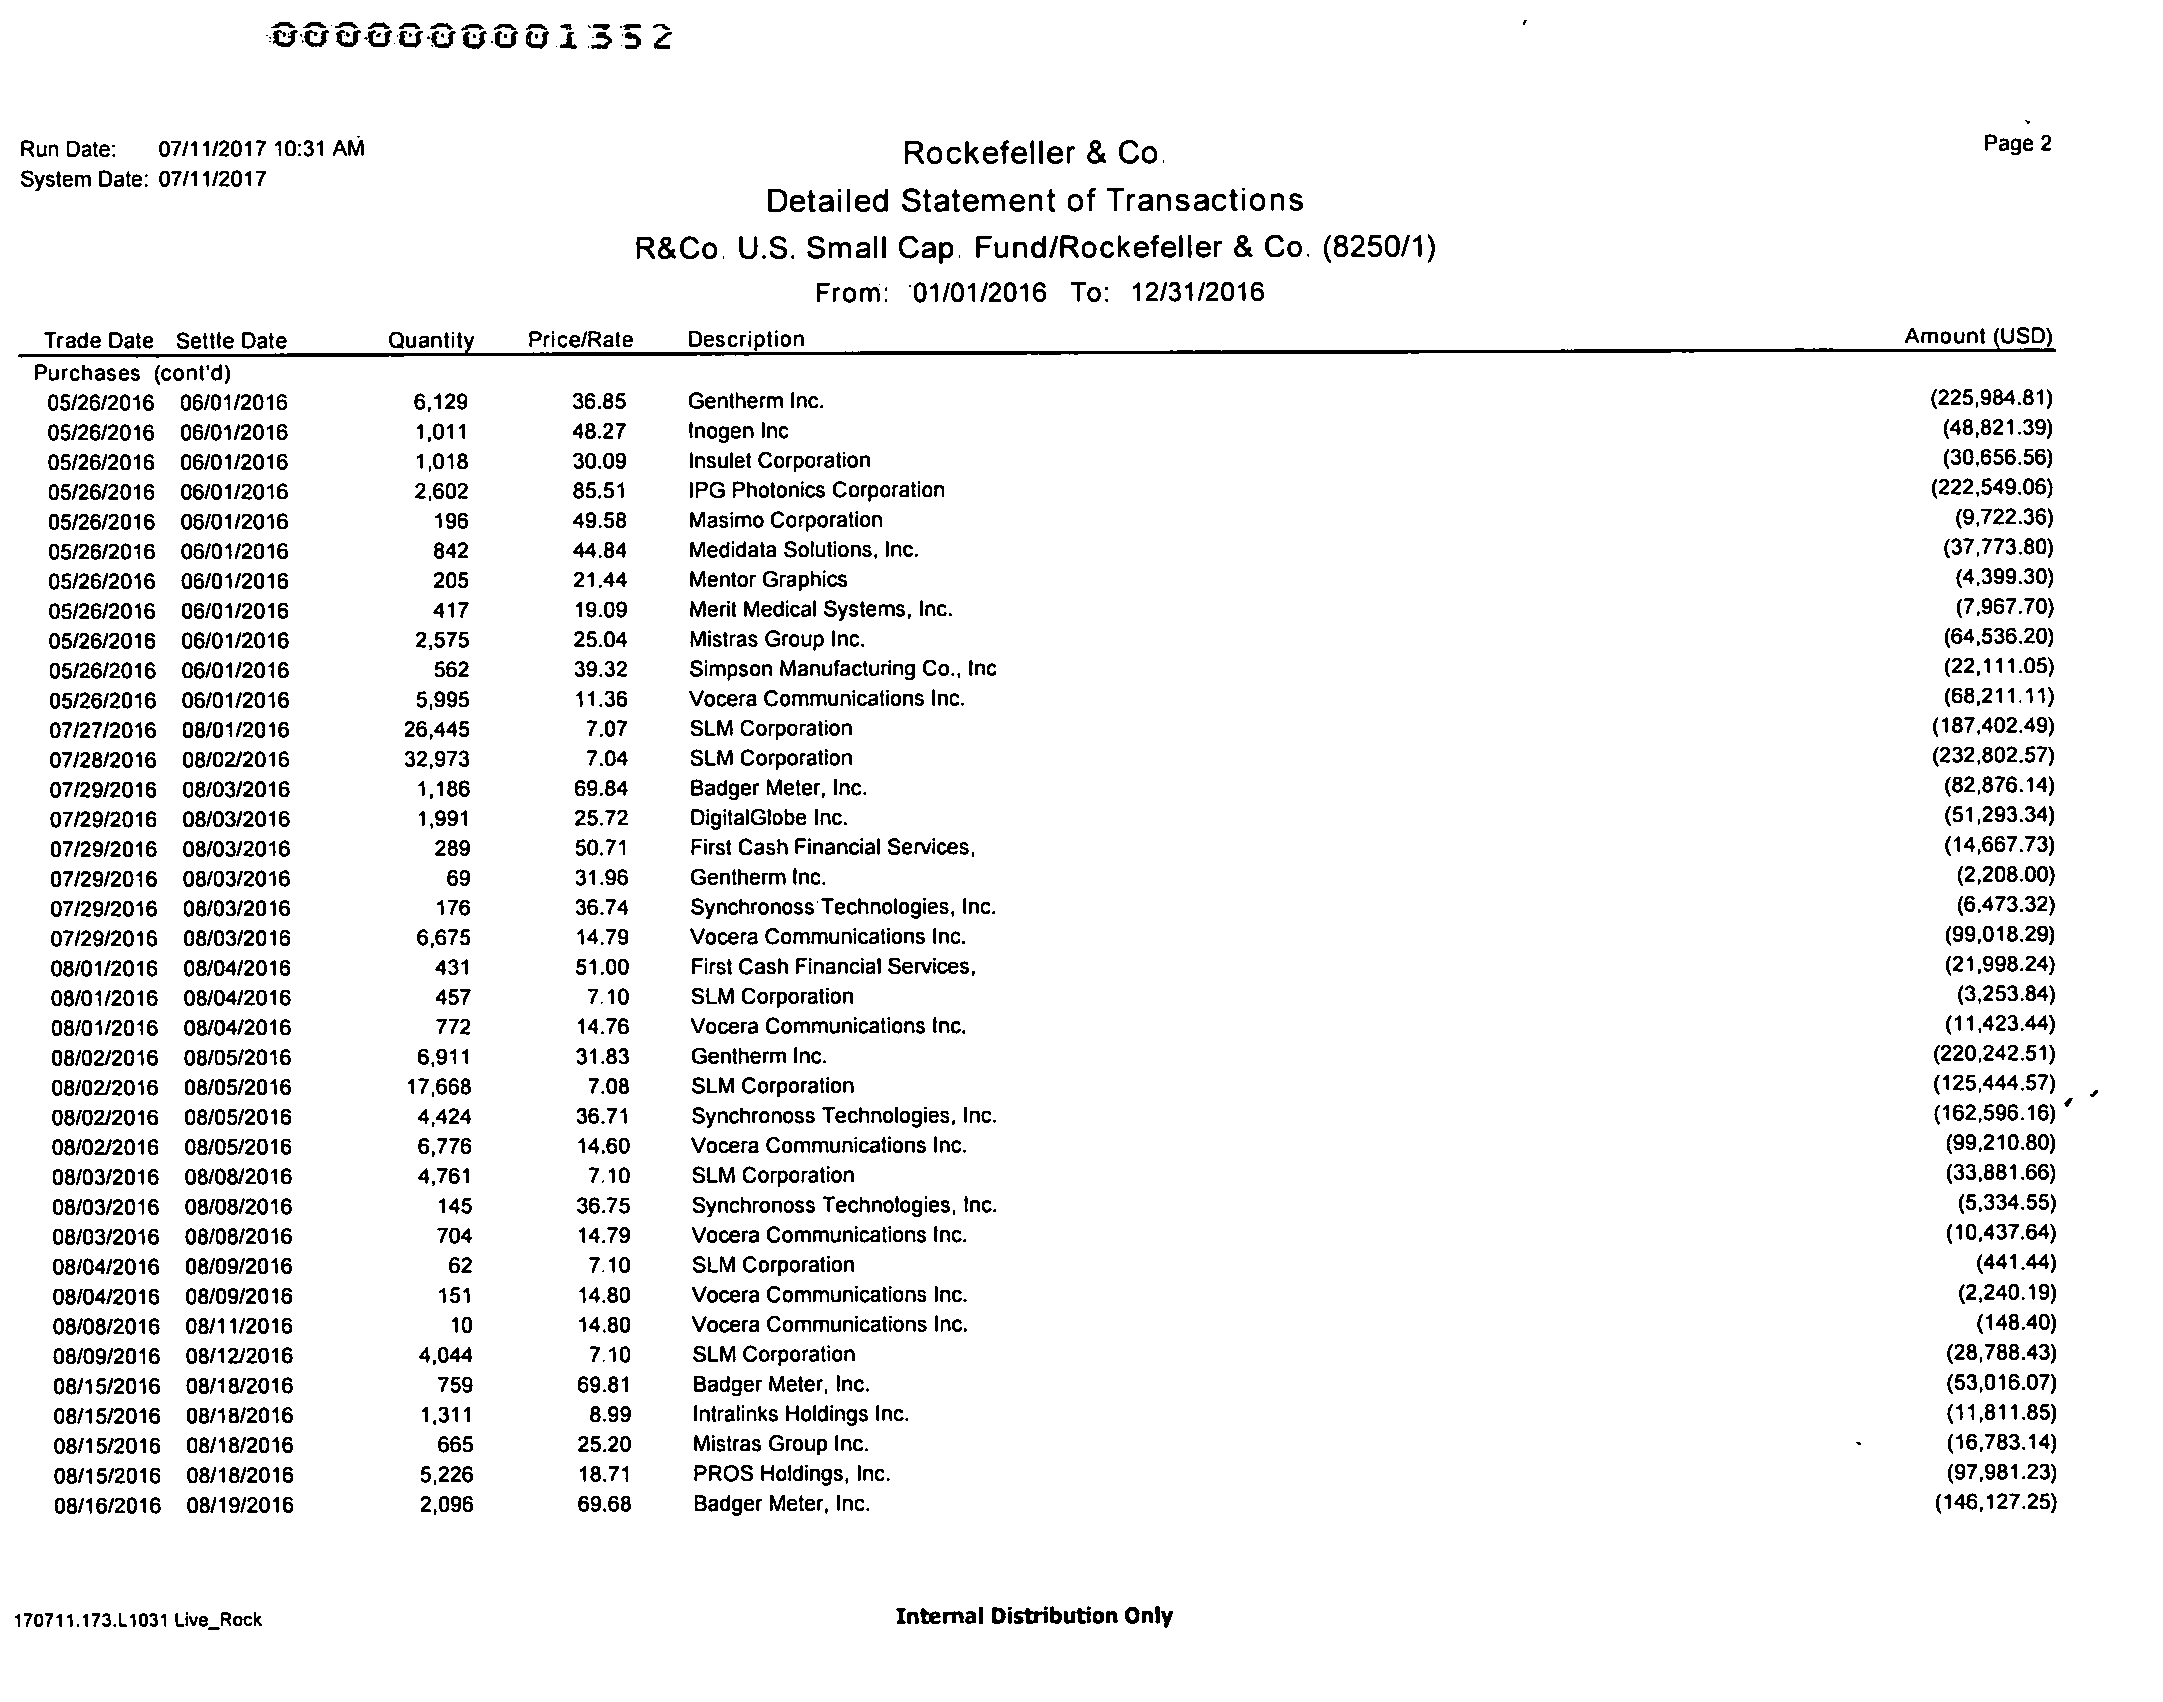 0000000001352
Run Date: 07/11/2017 10:31 AM
Rockefeller & Co.
Page 2
System Date: 07/11/2017
Detailed Statement of Transactions
R&Co. U.S. Small Cap. Fund/Rockefeller & Co. (8250/1)
From: 01/01/2016 To: 12/31/2016
Trade Date Settle Date Quantity Price/Rate Description Amount (USD)
Purchases (cont'd)
05/26/2016 06/01/2016 6,129 36.85 Gentherm Inc. (225,984.81)
05/26/2016 06/01/2016 1,011 48.27 Inogen Inc (48,821.39)
05/26/2016 06/01/2016 1,018 30.09 Insulet Corporation (30,656.56)
05/26/2016 06/01/2016 2,602 85.51 IPG Photonics Corporation (222,549.06)
05/26/2016 06/01/2016 196 49.58 Masimo Corporation (9,722.36)
05/26/2016 06/01/2016 842 44.84 Medidata Solutions, Inc. (37,773.80)
05/26/2016 06/01/2016 205 21.44 Mentor Graphics (4,399.30)
05/26/2016 06/01/2016 417 19.09 Merit Medical Systems, Inc. (7,967.70)
05/26/2016 06/01/2016 2,575 25.04 Mistras Group Inc. (64,536.20)
05/26/2016 06/01/2016 562 39.32 Simpson Manufacturing Co., Inc (22,111.05)
05/26/2016 06/01/2016 5,995 11.36 Vocera Communications Inc. (68,211.11)
07/27/2016 08/01/2016 26,445 7.07 SLM Corporation (187,402.49)
07/28/2016 08/02/2016 32,973 7.04 SLM Corporation (232,802.57)
07/29/2016 08/03/2016 1,186 69.84 Badger Meter, Inc. (82,876.14)
07/29/2016 08/03/2016 1,991 25.72 DigitalGlobe Inc. (51,293.34)
07/29/2016 08/03/2016 289 50.71 First Cash Financial Services, (14,667.73)
07/29/2016 08/03/2016 69 31.96 Gentherm Inc. (2,208.00)
07/29/2016 08/03/2016 176 36.74 Synchronoss Technologies, Inc. (6,473.32)
07/29/2016 08/03/2016 6,675 14.79 Vocera Communications Inc. (99,018.29)
08/01/2016 08/04/2016 431 51.00 First Cash Financial Services, (21,998.24)
08/01/2016 08/04/2016 457 7.10 SLM Corporation (3,253.84)
08/01/2016 08/04/2016 772 14.76 Vocera Communications Inc. (11,423.44)
08/02/2016 08/05/2016 6,911 31.83 Gentherm Inc. (220,242.51)
08/02/2016 08/05/2016 17,668 7.08 SLM Corporation (125,444.57)
08/02/2016 08/05/2016 4,424 36.71 Synchronoss Technologies, Inc. (162,596.16)
08/02/2016 08/05/2016 6,776 14.60 Vocera Communications Inc. (99,210.80)
08/03/2016 08/08/2016 4,761 7.10 SLM Corporation (33,881.66)
08/03/2016 08/08/2016 145 36.75 Synchronoss Technologies, Inc. (5,334.55)
08/03/2016 08/08/2016 704 14.79 Vocera Communications Inc. (10,437.64)
08/04/2016 08/09/2016 62 7.10 SLM Corporation (441.44)
08/04/2016 08/09/2016 151 14.80 Vocera Communications Inc. (2,240.19)
08/08/2016 08/11/2016 10 14.80 Vocera Communications Inc. (148.40)
08/09/2016 08/12/2016 4,044 7.10 SLM Corporation (28,788.43)
08/15/2016 08/18/2016 759 69.81 Badger Meter, Inc. (53,016.07)
08/15/2016 08/18/2016 1,311 8.99 Intralinks Holdings Inc. (11,811.85)
08/15/2016 08/18/2016 665 25.20 Mistras Group Inc. (16,783.14)
08/15/2016 08/18/2016 5,226 18.71 PROS Holdings, Inc. (97,981.23)
08/16/2016 08/19/2016 2,096 69.68 Badger Meter, Inc. (146,127.25)
170711.173.L1031 Live_Rock
Internal Distribution Only